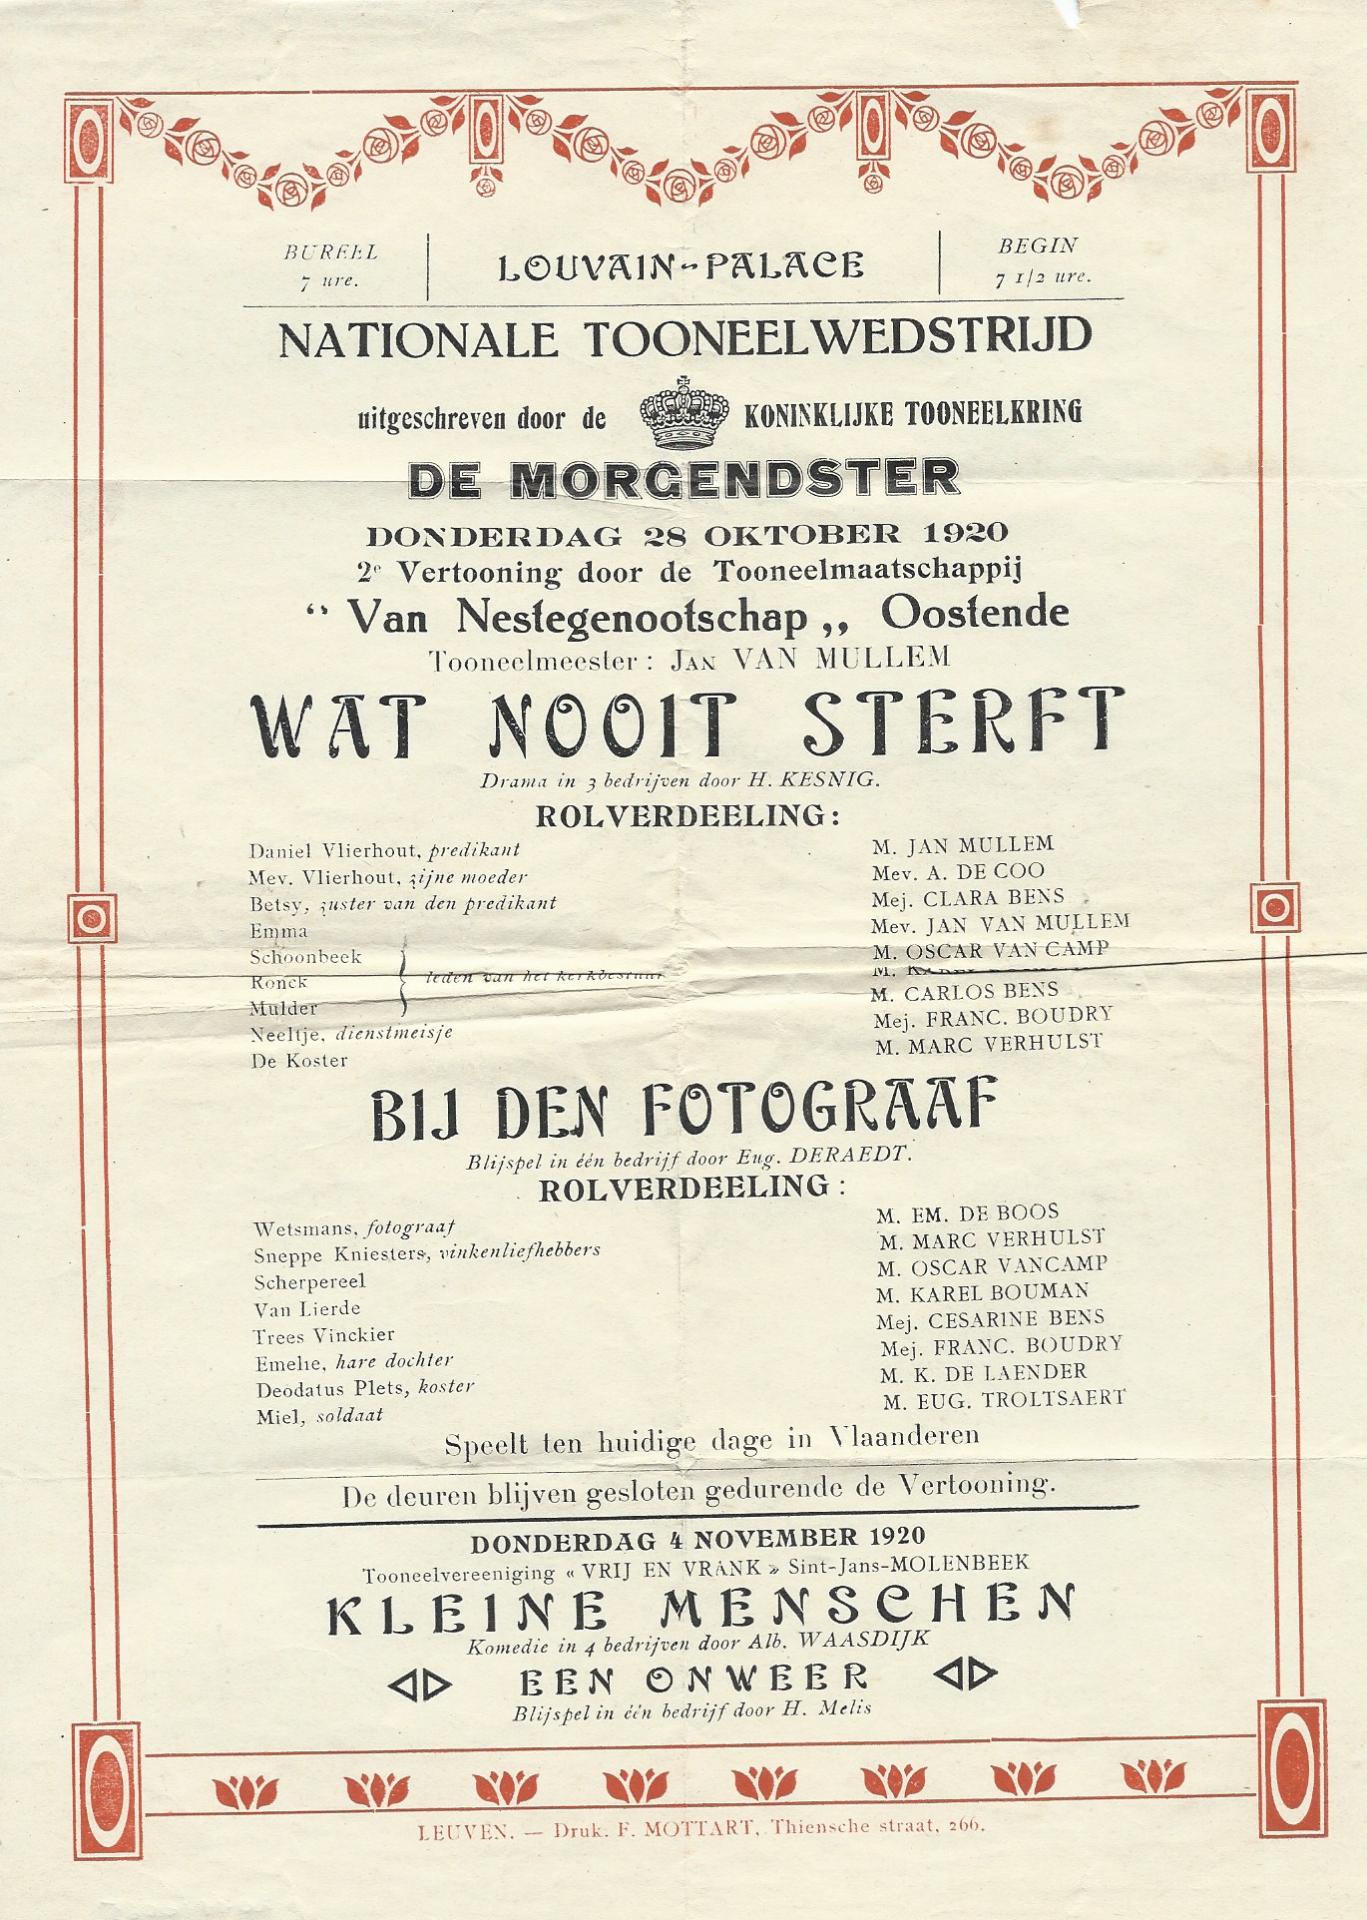 BUREEL
7 ure.
LOUVAIN-PALACE
BEGIN
7 1/2 ure.
NATIONALE TOONEELWEDSTRIJD
uitgeschreven door de KONINKLIJKE TOONEELKRING
DE MORGENDSTER
DONDERDAG 28 OKTOBER 1920
2e Vertooning door de Tooneelmaatschappij
“ Van Nestegenootschap „ Oostende
Tooneelmeester : JAN VAN MULLEM
WAT NOOIT STERFT
Drama in 3 bedrijven door H. KESNIG.
ROLVERDEELING :
Daniel Vlierhout, predikant M. JAN MULLEM
Mev. Vlierhout, zijne moeder Mev. A. DE COO
Betsy, zuster van den predikant Mej. CLARA BENS
Emma Mev. JAN VAN MULLEM
Schoonbeek M. OSCAR VAN CAMP
Ronck leden van het kerkbestuur M. KAREL
Mulder M. CARLOS BENS
Neeltje, dienstmeisje Mej. FRANC. BOUDRY
De Koster M. MARC VERHULST
BIJ DEN FOTOGRAAF
Blijspel in één bedrijf door Eug. DERAEDT.
ROLVERDEELING :
Wetsmans, fotograaf M. EM. DE BOOS
Sneppe Kniesters, vinkenliefhebbers M. MARC VERHULST
Scherpereel M. OSCAR VANCAMP
Van Lierde M. KAREL BOUMAN
Trees Vinckier Mej. CESARINE BENS
Emelie, hare dochter Mej. FRANC. BOUDRY
Deodatus Plets, koster M. K. DE LAENDER
Miel, soldaat M. EUG. TROLTSAERT
Speelt ten huidige dage in Vlaanderen
De deuren blijven gesloten gedurende de Vertooning.
DONDERDAG 4 NOVEMBER 1920
Tooneelvereeniging « VRIJ EN VRANK » Sint-Jans-MOLENBEEK
KLEINE MENSCHEN
Komedie in 4 bedrijven door Alb. WAASDIJK
EEN ONWEER
Blijspel in één bedrijf door H. Melis
LEUVEN. — Druk. F. MOTTART, Thiensche straat, 266.